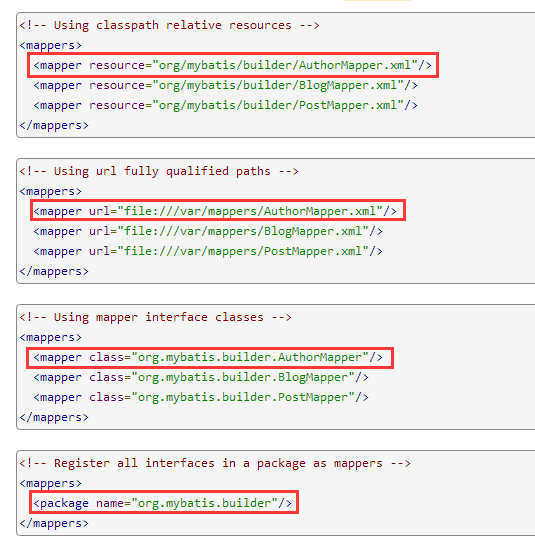 <!-- Using classpath relative resources -->
<mappers>
<mapper resource="org/mybatis/builder/AuthorMapper.xml"/>
<mapper resource="org/mybatis/builder/BlogMapper.xml"/>
<mapper resource="org/mybatis/builder/PostMapper.xml"/>
</mappers>
<!-- Using url fully qualified paths -->
<mappers>
<mapper url="file:///var/mappers/AuthorMapper.xml"/>
<mapper url="file:///var/mappers/BlogMapper.xml"/>
<mapper url="file:///var/mappers/PostMapper.xml"/>
</mappers>
<!-- Using mapper interface classes -->
<mappers>
<mapper class="org.mybatis.builder.AuthorMapper"/>
<mapper class="org.mybatis.builder.BlogMapper"/>
<mapper class="org.mybatis.builder.PostMapper"/>
</mappers>
<!-- Register all interfaces in a package as mappers -->
<mappers>
<package name="org.mybatis.builder"/>
</mappers>